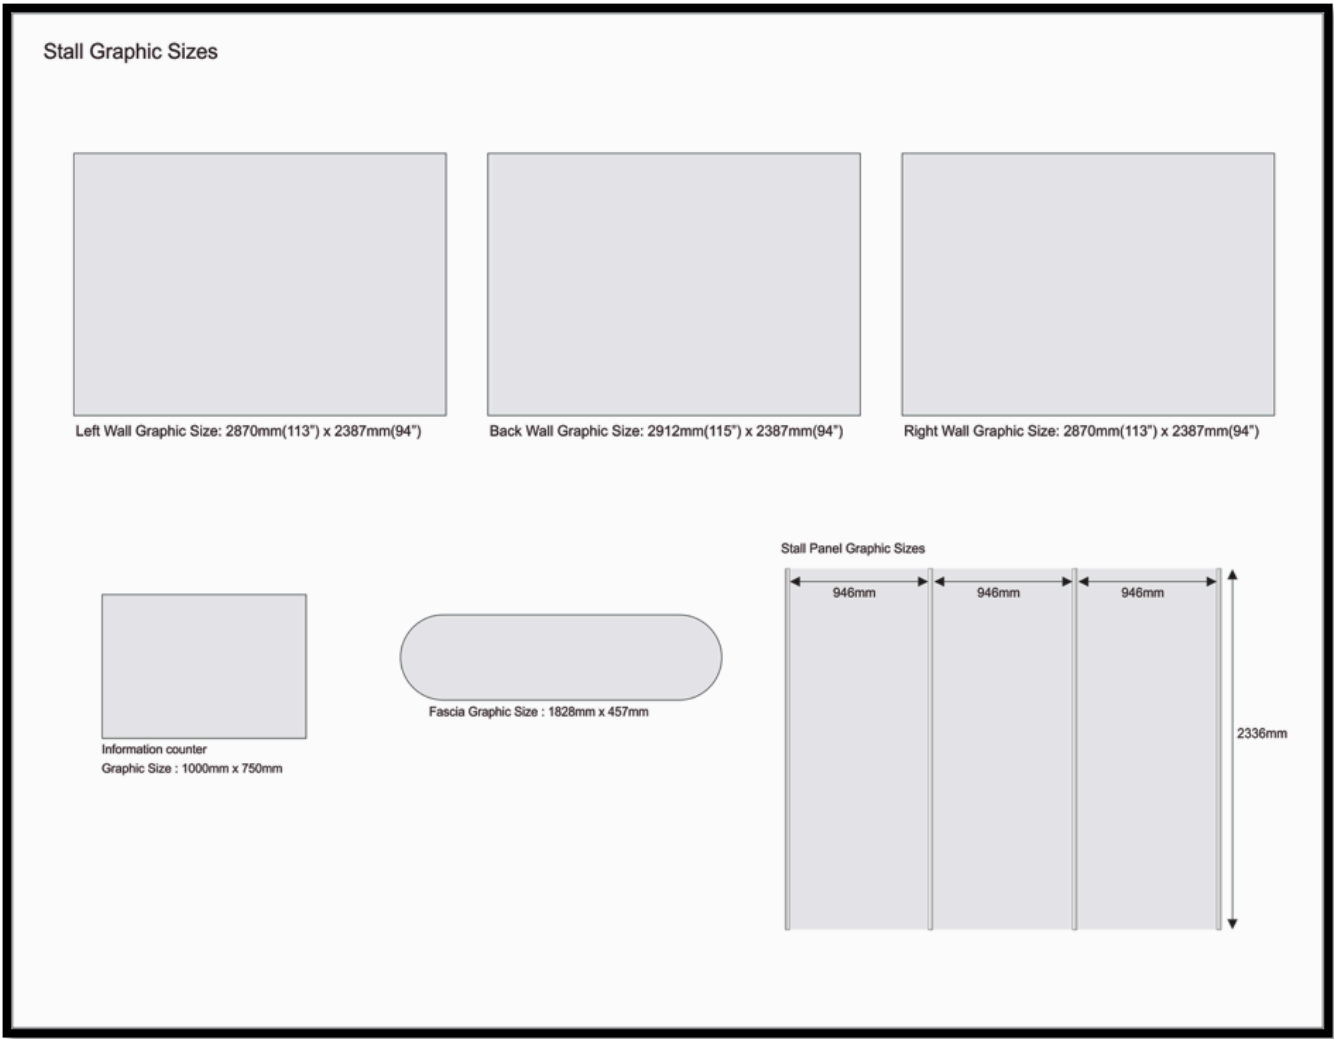 Stall Graphic Sizes
Left Wall Graphic Size: 2870mm(113”) x 2387mm(94”)
Back Wall Graphic Size: 2912mm(115”) x 2387mm(94”)
Right Wall Graphic Size: 2870mm(113”) x 2387mm(94”)
Information counter
Graphic Size : 1000mm x 750mm
Fascia Graphic Size : 1828mm x 457mm
Stall Panel Graphic Sizes
946mm
946mm
946mm
2336mm